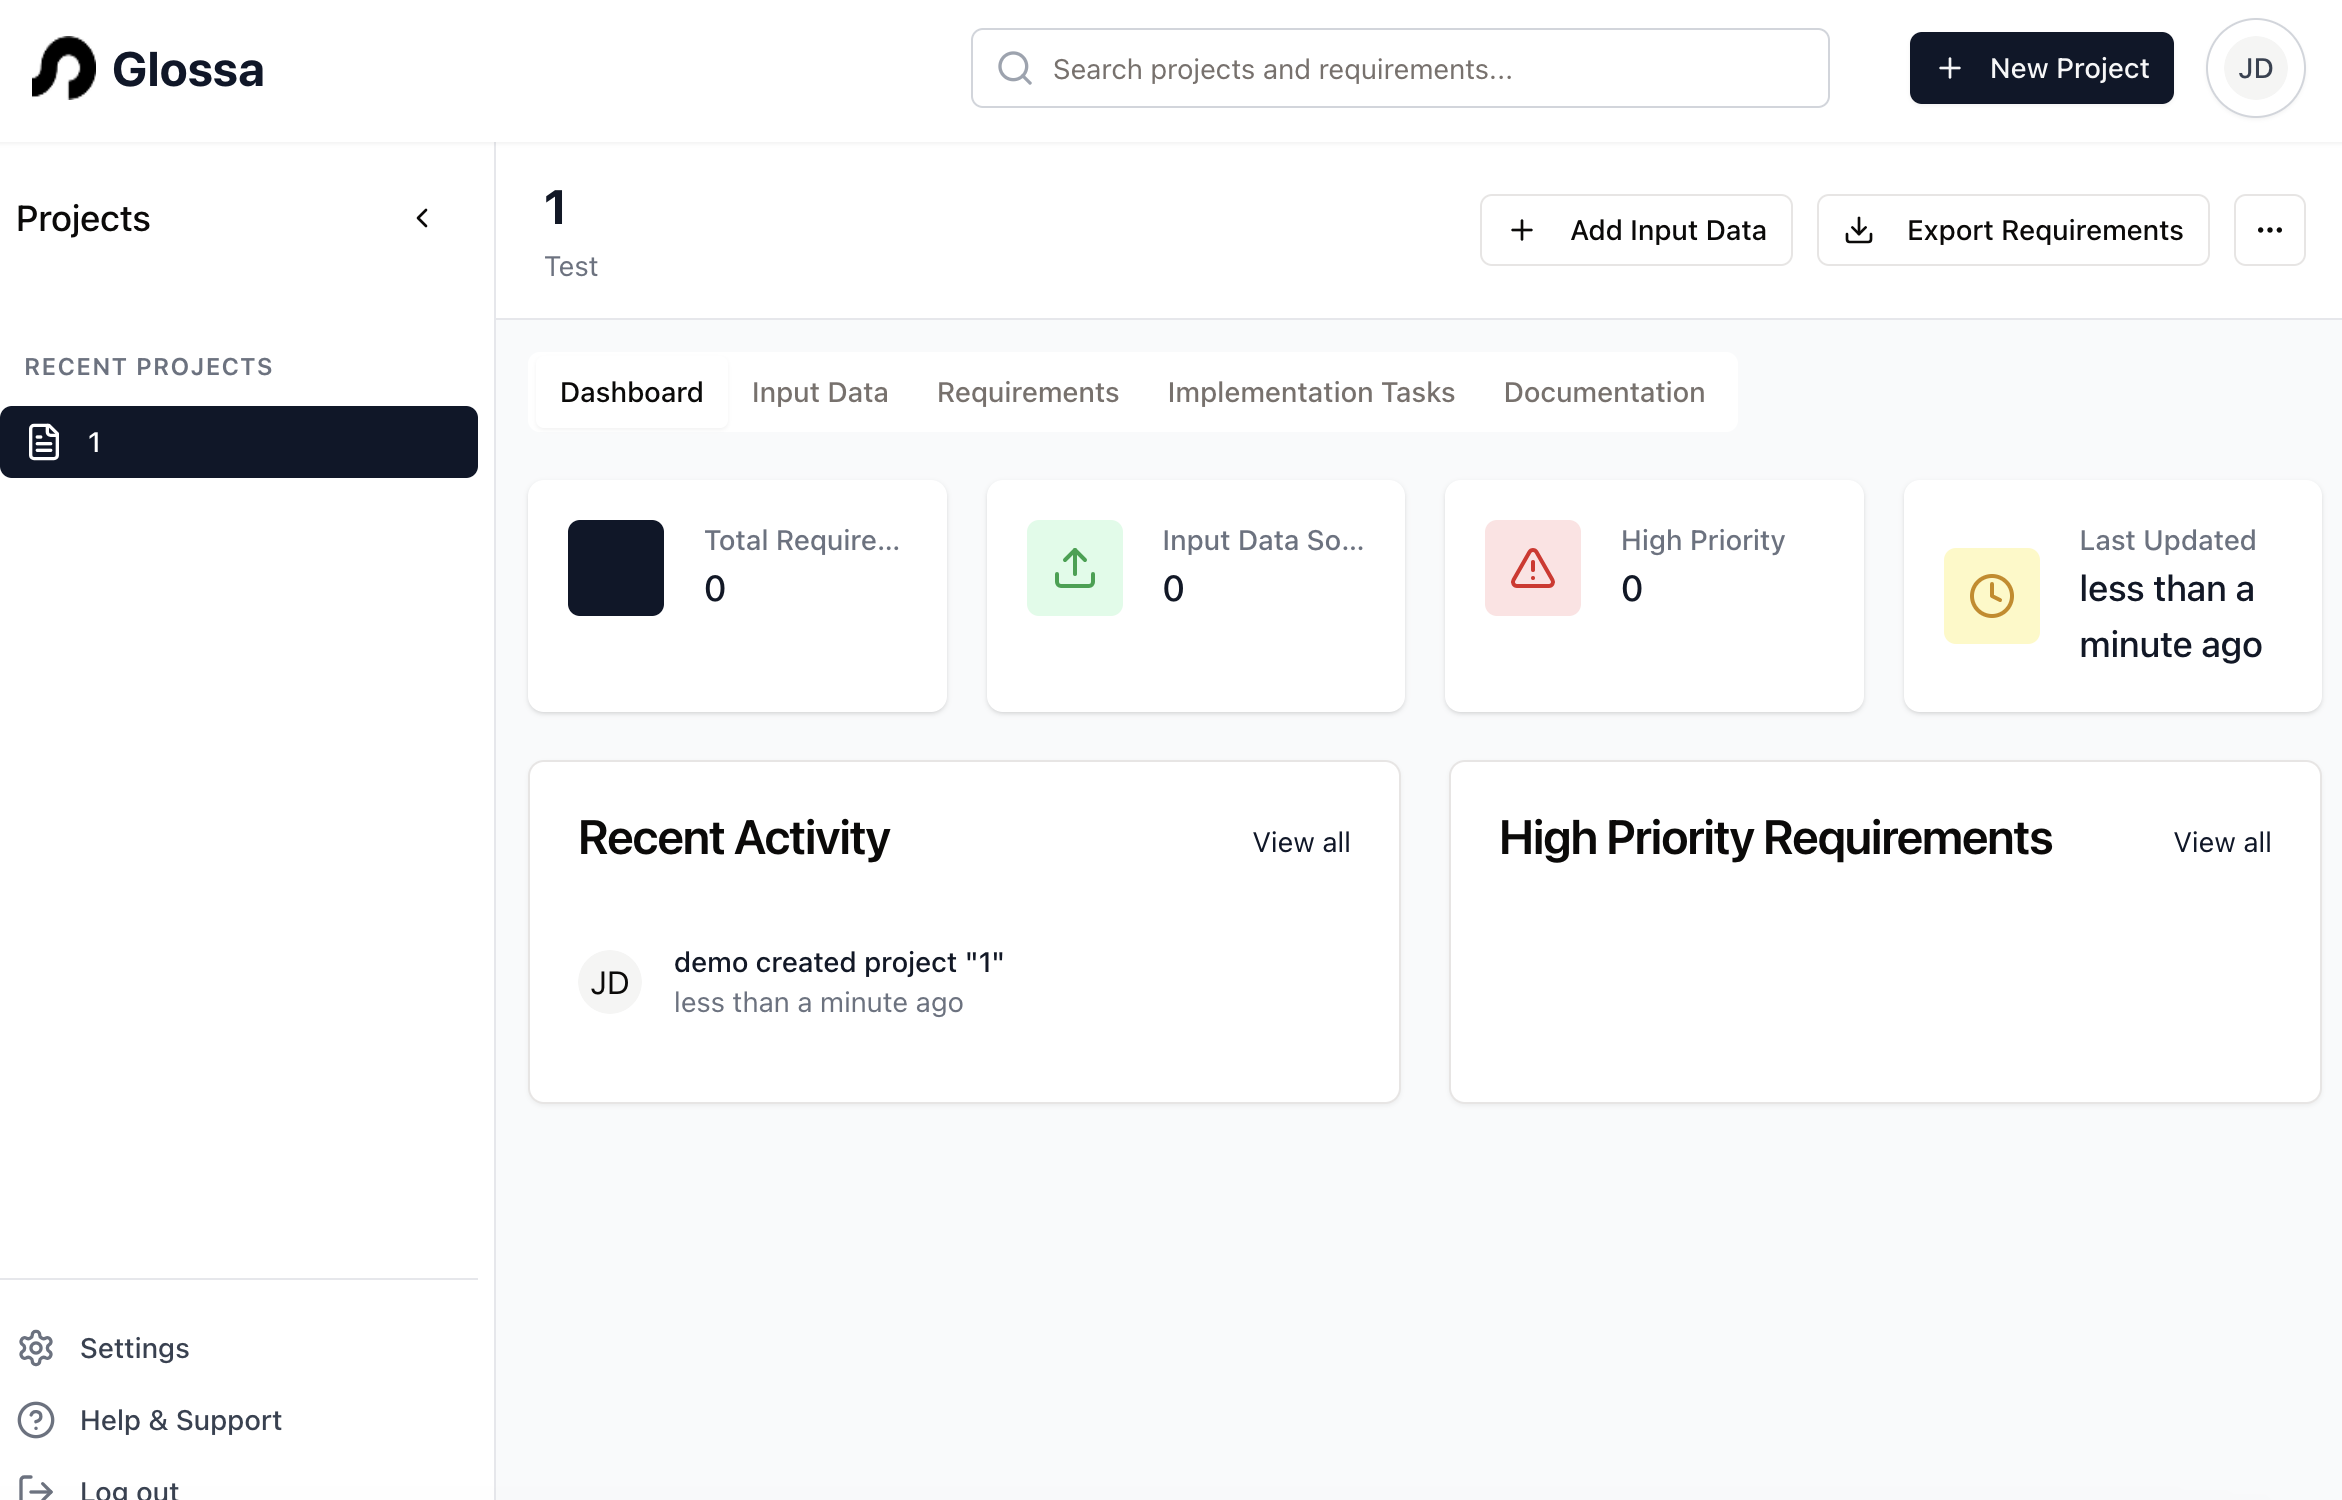 Glossa
Search projects and requirements...
New Project
JD
Projects
RECENT PROJECTS
1
Settings
Help & Support
Log out
1
Test
Add Input Data
Export Requirements
Dashboard
Input Data
Requirements
Implementation Tasks
Documentation
Total Require...
0
Input Data So...
0
High Priority
0
Last Updated
less than a
minute ago
Recent Activity
View all
JD
demo created project "1"
less than a minute ago
High Priority Requirements
View all